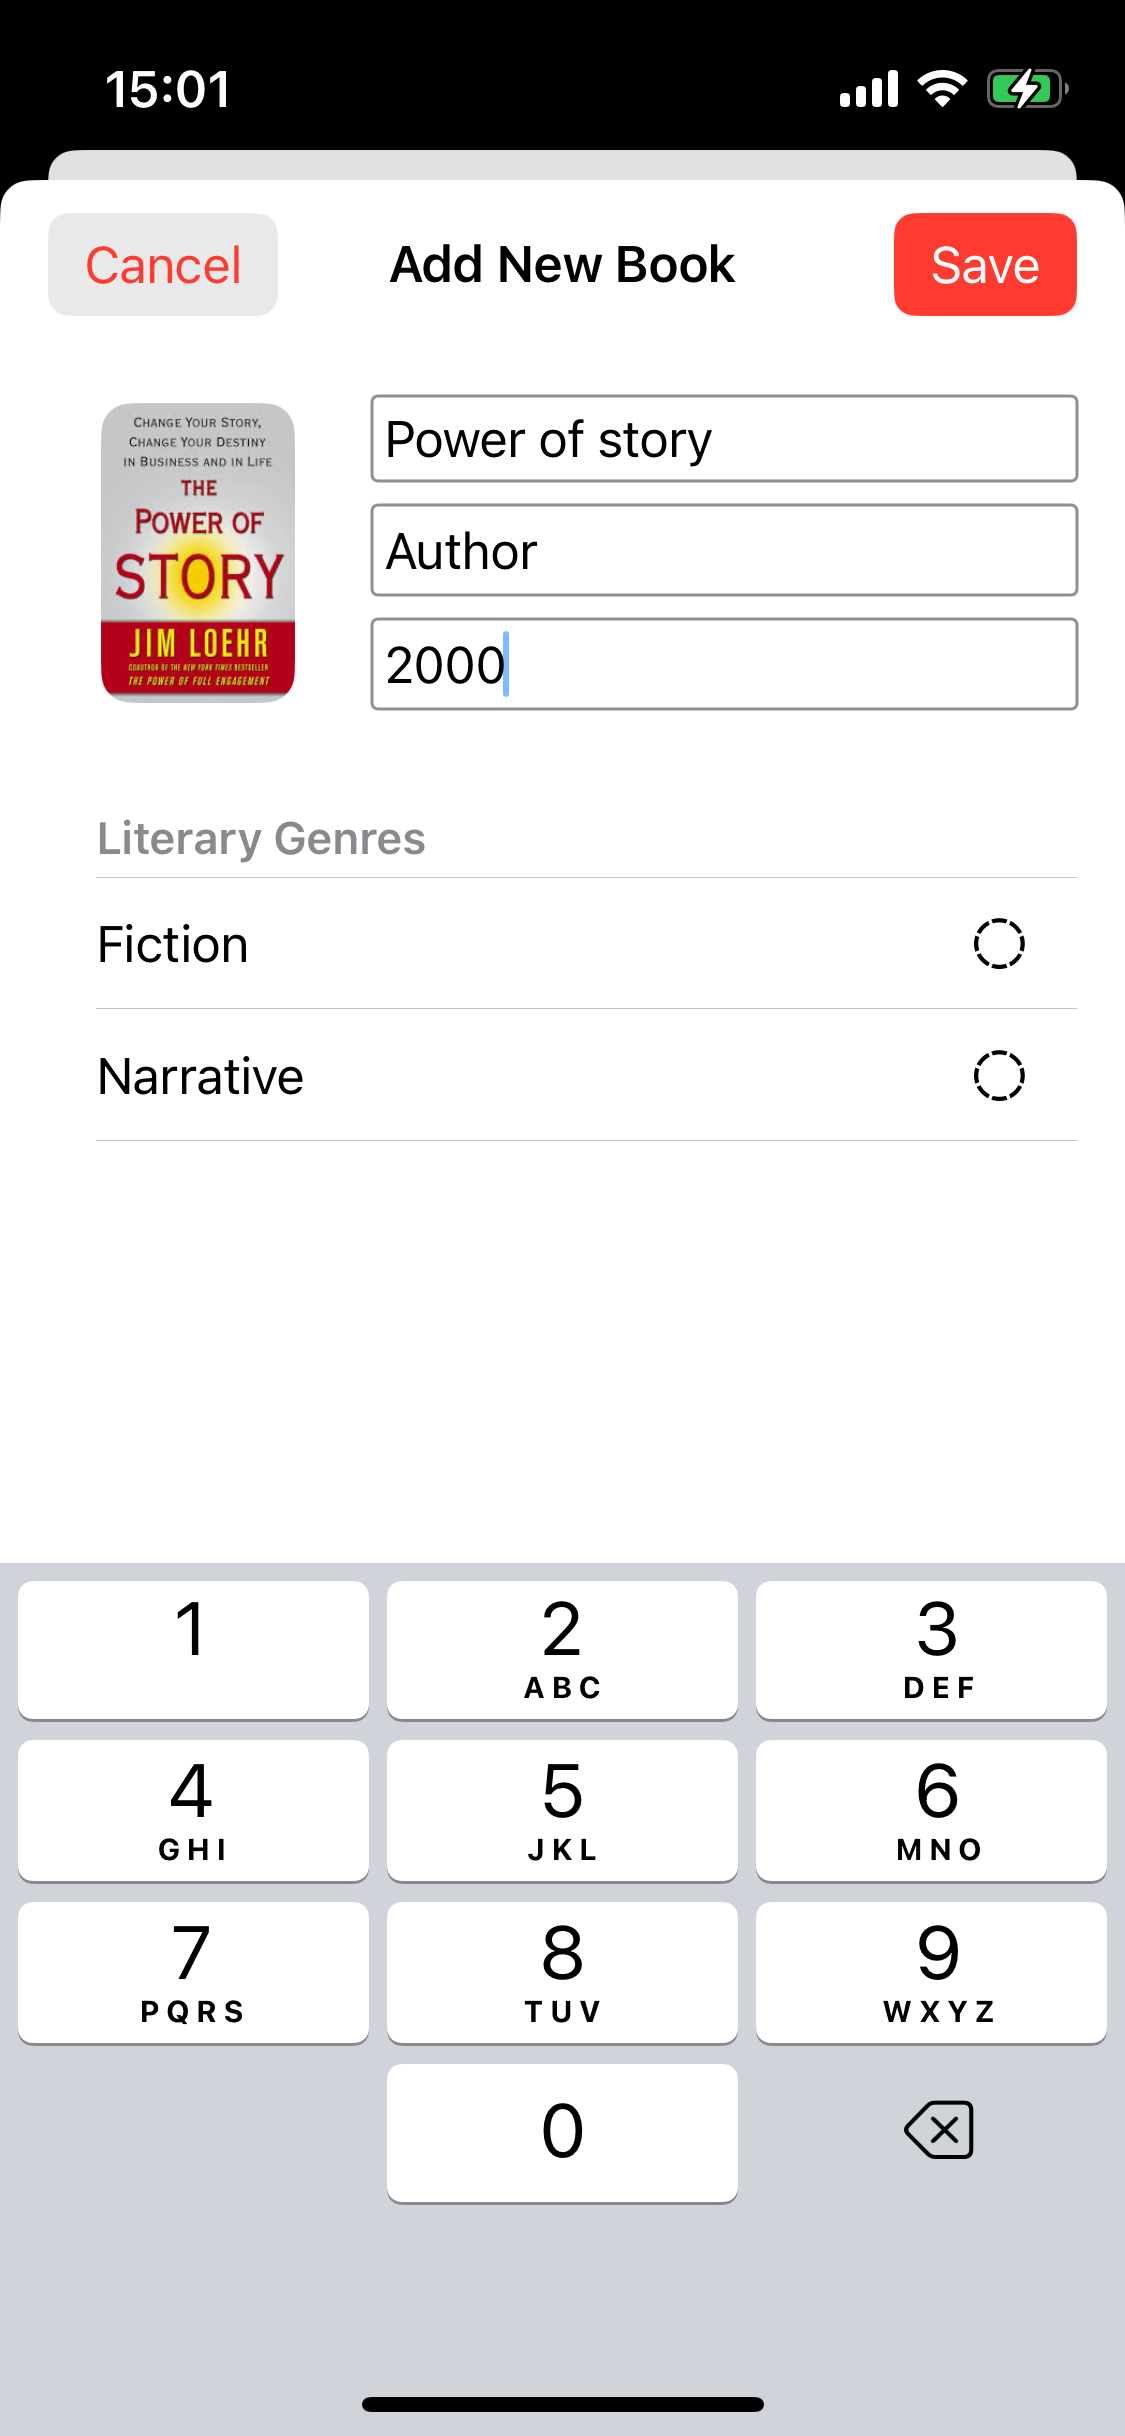 15:01
Cancel
Add New Book
Save
CHANGE YOUR STORY,
CHANGE YOUR DESTINY
IN BUSINESS AND IN LIFE
THE
POWER OF
STORY
JIM LOEHR
COAUTHOR OF THE NEW YORK TIMES BESTSELLER
THE POWER OF FULL ENGAGEMENT
Power of story
Author
2000
Literary Genres
Fiction
Narrative
1
2
3
ABC
DEF
4
5
6
GHI
JKL
MNO
7
8
9
PQRS
TUV
WXYZ
0